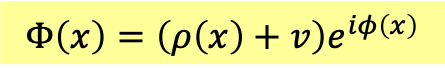 Φ(x) = (ρ(x) + v)e^{iϕ(x)}